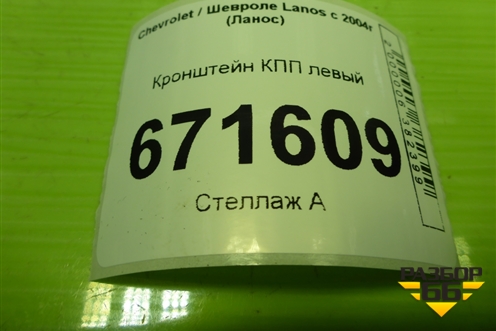 Chevrolet / Шевроле Lanos с 2004г
(Ланос)
Кронштейн КПП левый
671609
Стеллаж А
РАЗБОР
66